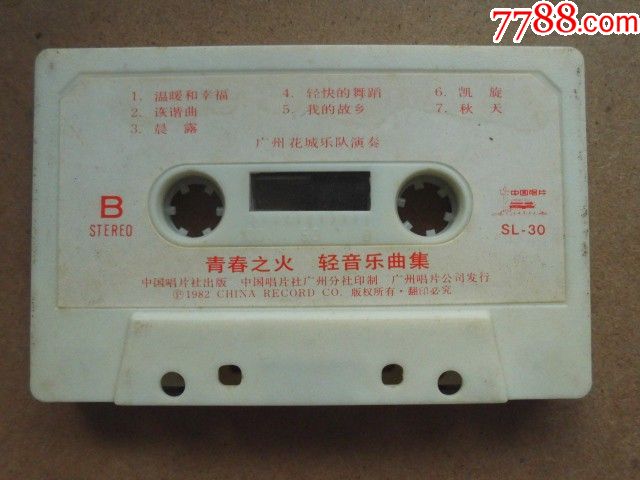 7788.com
1. 温暖和幸福 4. 轻快的舞蹈 6. 凯 旋
2. 诙谐曲 5. 我的故乡 7. 秋 天
3. 晨 露
广州花城乐队演奏
B
STEREO
中国唱片
SL-30
青春之火 轻音乐曲集
中国唱片社出版 中国唱片社广州分社印制 广州唱片公司发行
Ⓟ1982 CHINA RECORD CO. 版权所有·翻印必究